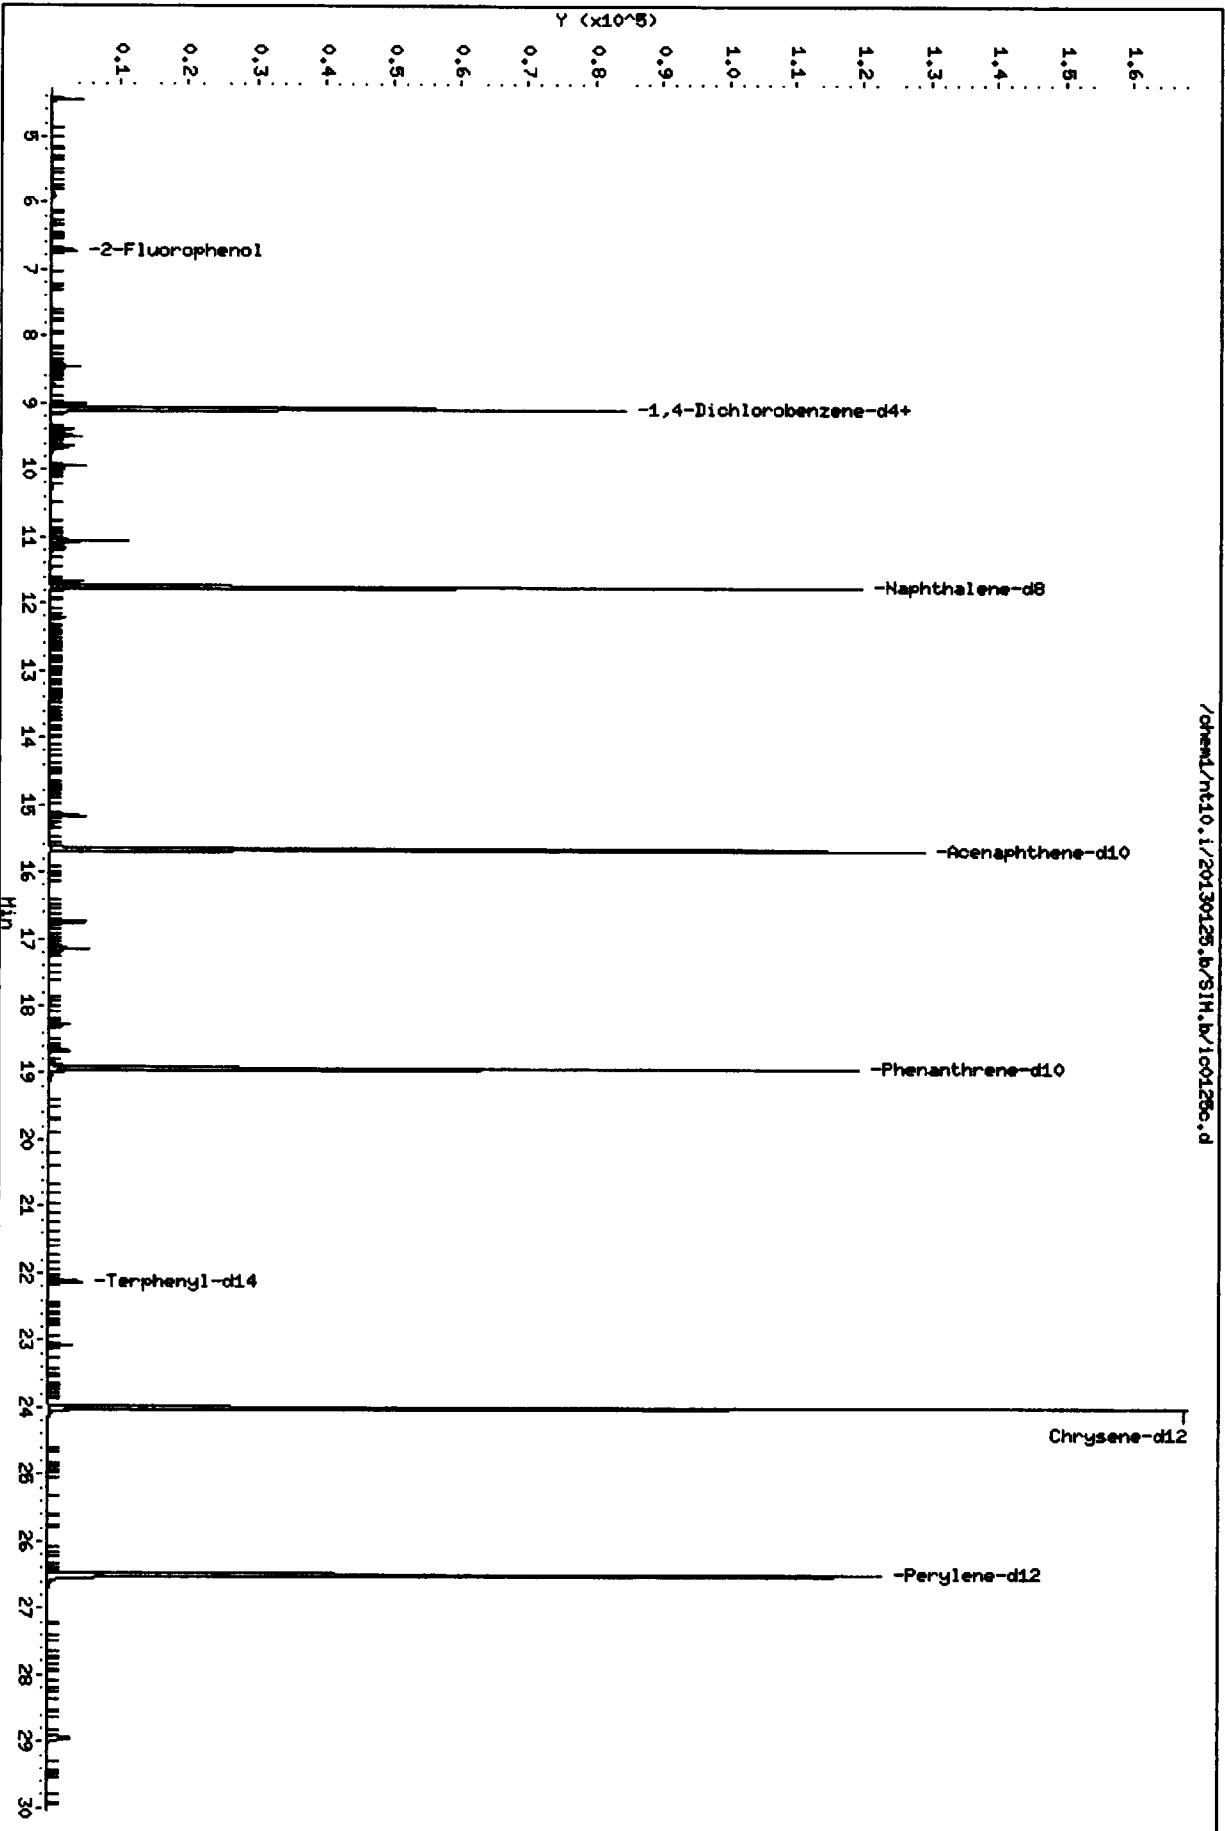 /chem1/nt10.i/20130125.b/SIM.b/ic0125c.d
Y (x10^5)
1.6
1.5
1.4
1.3
1.2
1.1
1.0
0.9
0.8
0.7
0.6
0.5
0.4
0.3
0.2
0.1
-2-Fluorophenol
-1,4-Dichlorobenzene-d4+
-Naphthalene-d8
-Acenaphthene-d10
-Phenanthrene-d10
-Terphenyl-d14
Chrysene-d12
-Perylene-d12
5 6 7 8 9 10 11 12 13 14 15 16 17 18 19 20 21 22 23 24 25 26 27 28 29 30
Min